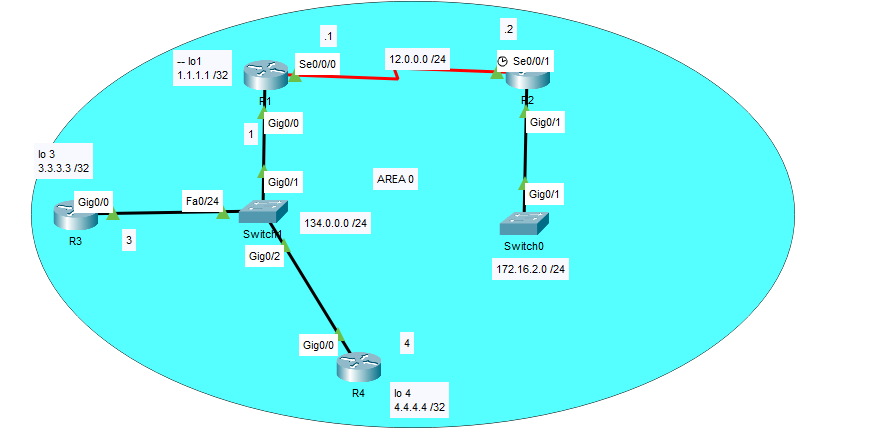 .1
.2
-- lo1
1.1.1.1 /32
Se0/0/0
12.0.0.0 /24
Se0/0/1
R1
R2
Gig0/0
1
Gig0/1
lo 3
3.3.3.3 /32
Gig0/1
AREA 0
Gig0/0
Fa0/24
Gig0/1
R3
3
Switch1
134.0.0.0 /24
Switch0
Gig0/2
172.16.2.0 /24
Gig0/0
4
R4
lo 4
4.4.4.4 /32